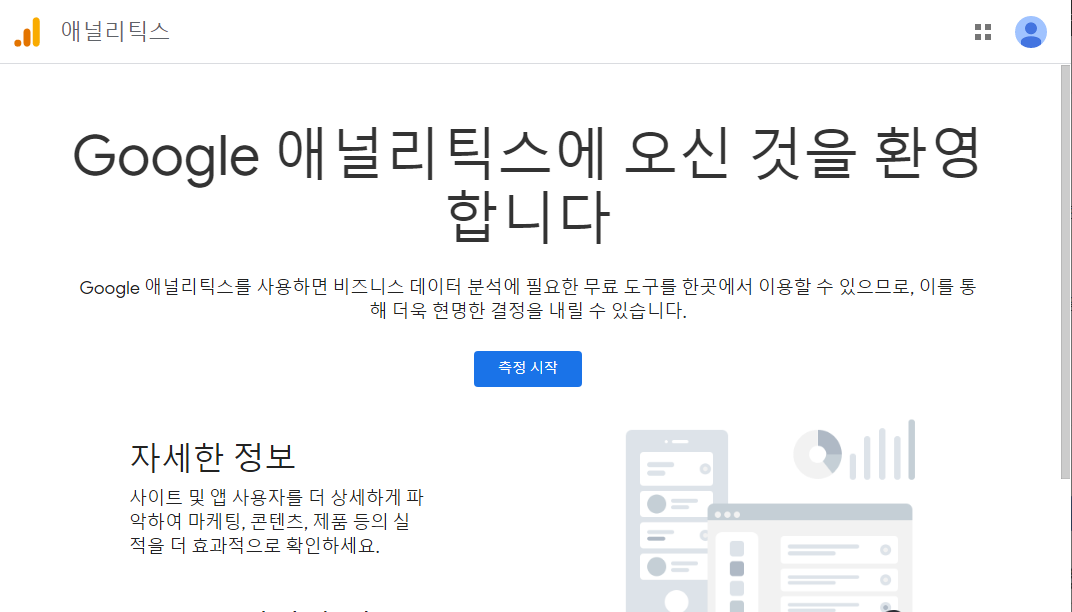 애널리틱스
Google 애널리틱스에 오신 것을 환영
합니다
Google 애널리틱스를 사용하면 비즈니스 데이터 분석에 필요한 무료 도구를 한곳에서 이용할 수 있으므로, 이를 통
해 더욱 현명한 결정을 내릴 수 있습니다.
측정 시작
자세한 정보
사이트 및 앱 사용자를 더 상세하게 파
악하여 마케팅, 콘텐츠, 제품 등의 실
적을 더 효과적으로 확인하세요.